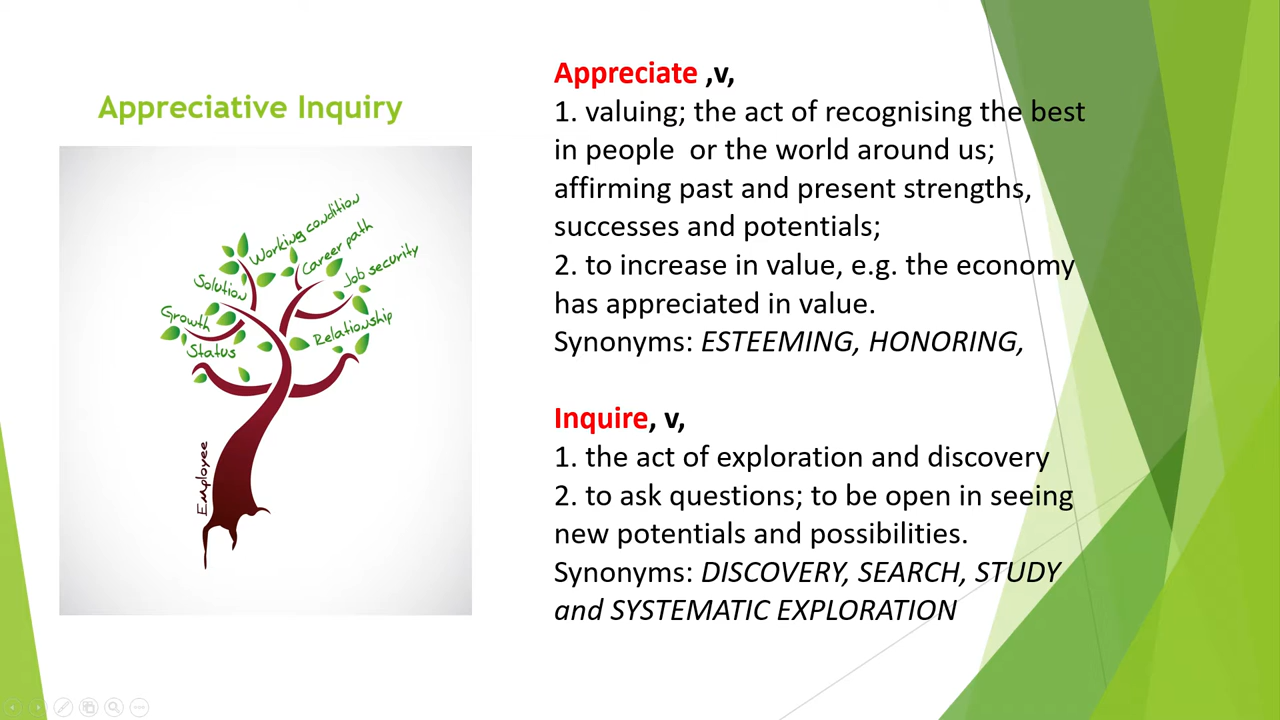 Appreciative Inquiry
Working condition
Career path
Job security
Solution
Growth
Status
Relationship
Employee
Appreciate ,v,
1. valuing; the act of recognising the best
in people  or the world around us;
affirming past and present strengths,
successes and potentials;
2. to increase in value, e.g. the economy
has appreciated in value.
Synonyms: ESTEEMING, HONORING,
Inquire, v,
1. the act of exploration and discovery
2. to ask questions; to be open in seeing
new potentials and possibilities.
Synonyms: DISCOVERY, SEARCH, STUDY
and SYSTEMATIC EXPLORATION